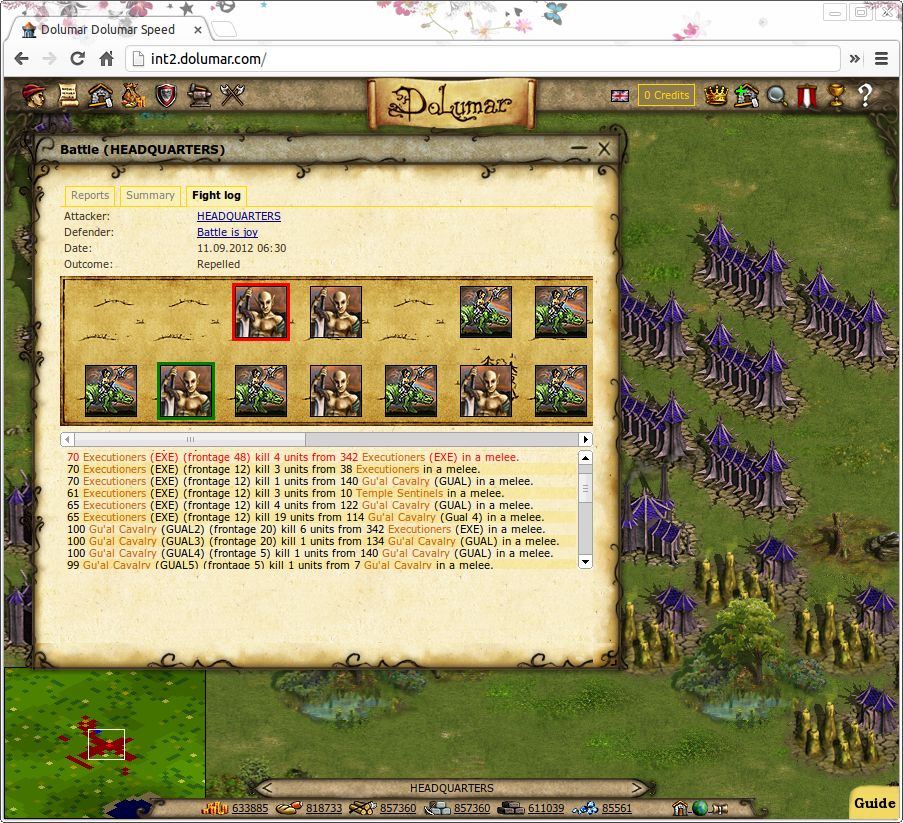 Dolumar Dolumar Speed
int2.dolumar.com/
DOLUMAR
0 Credits
Battle (HEADQUARTERS)
Reports Summary Fight log
Attacker: HEADQUARTERS
Defender: Battle is joy
Date: 11.09.2012 06:30
Outcome: Repelled
70 Executioners (EXE) (frontage 48) kill 4 units from 342 Executioners (EXE) in a melee.
70 Executioners (EXE) (frontage 12) kill 3 units from 38 Executioners in a melee.
70 Executioners (EXE) (frontage 12) kill 1 units from 140 Gu'al Cavalry (GUAL) in a melee.
61 Executioners (EXE) (frontage 12) kill 3 units from 10 Temple Sentinels in a melee.
65 Executioners (EXE) (frontage 12) kill 4 units from 122 Gu'al Cavalry (GUAL) in a melee.
65 Executioners (EXE) (frontage 12) kill 19 units from 114 Gu'al Cavalry (Gual 4) in a melee.
100 Gu'al Cavalry (GUAL2) (frontage 20) kill 6 units from 342 Executioners (EXE) in a melee.
100 Gu'al Cavalry (GUAL3) (frontage 20) kill 1 units from 134 Gu'al Cavalry (GUAL) in a melee.
100 Gu'al Cavalry (GUAL4) (frontage 5) kill 1 units from 140 Gu'al Cavalry (GUAL) in a melee.
99 Gu'al Cavalry (GUAL5) (frontage 5) kill 1 units from 7 Gu'al Cavalry in a melee.
HEADQUARTERS
633885 818733 857360 857360 611039 85561
Guide